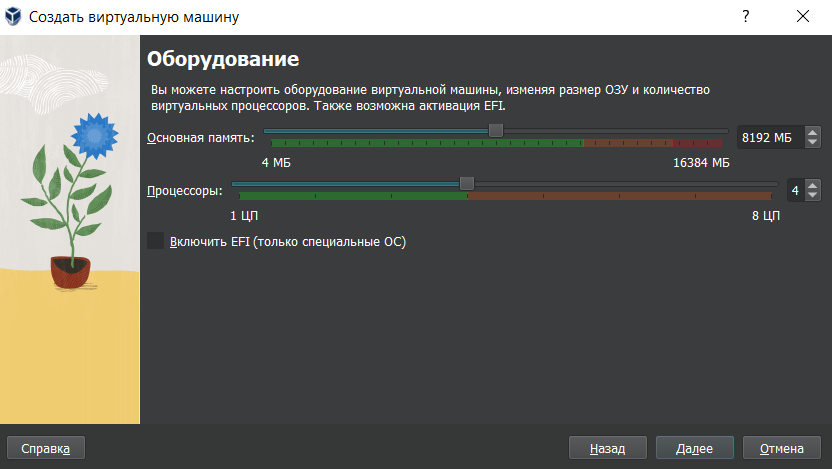 Создать виртуальную машину
Оборудование
Вы можете настроить оборудование виртуальной машины, изменяя размер ОЗУ и количество
виртуальных процессоров. Также возможна активация EFI.
Основная память: 8192 МБ
4 МБ 16384 МБ
Процессоры: 4
1 ЦП 8 ЦП
Включить EFI (только специальные ОС)
Справка Назад Далее Отмена